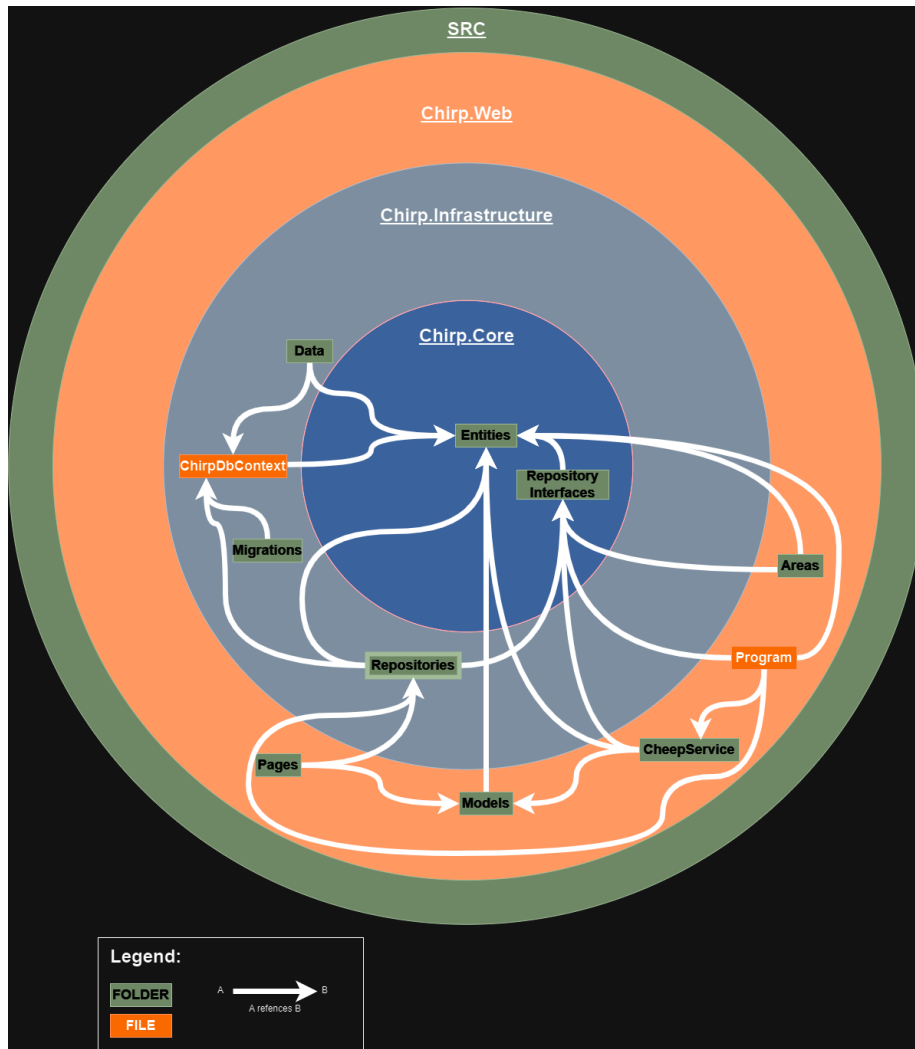 SRC
Chirp.Web
Chirp.Infrastructure
Chirp.Core
Data
Entities
ChirpDbContext
Repository
Interfaces
Migrations
Areas
Repositories
Program
CheepService
Pages
Models
Legend:
FOLDER
A
B
A refences B
FILE